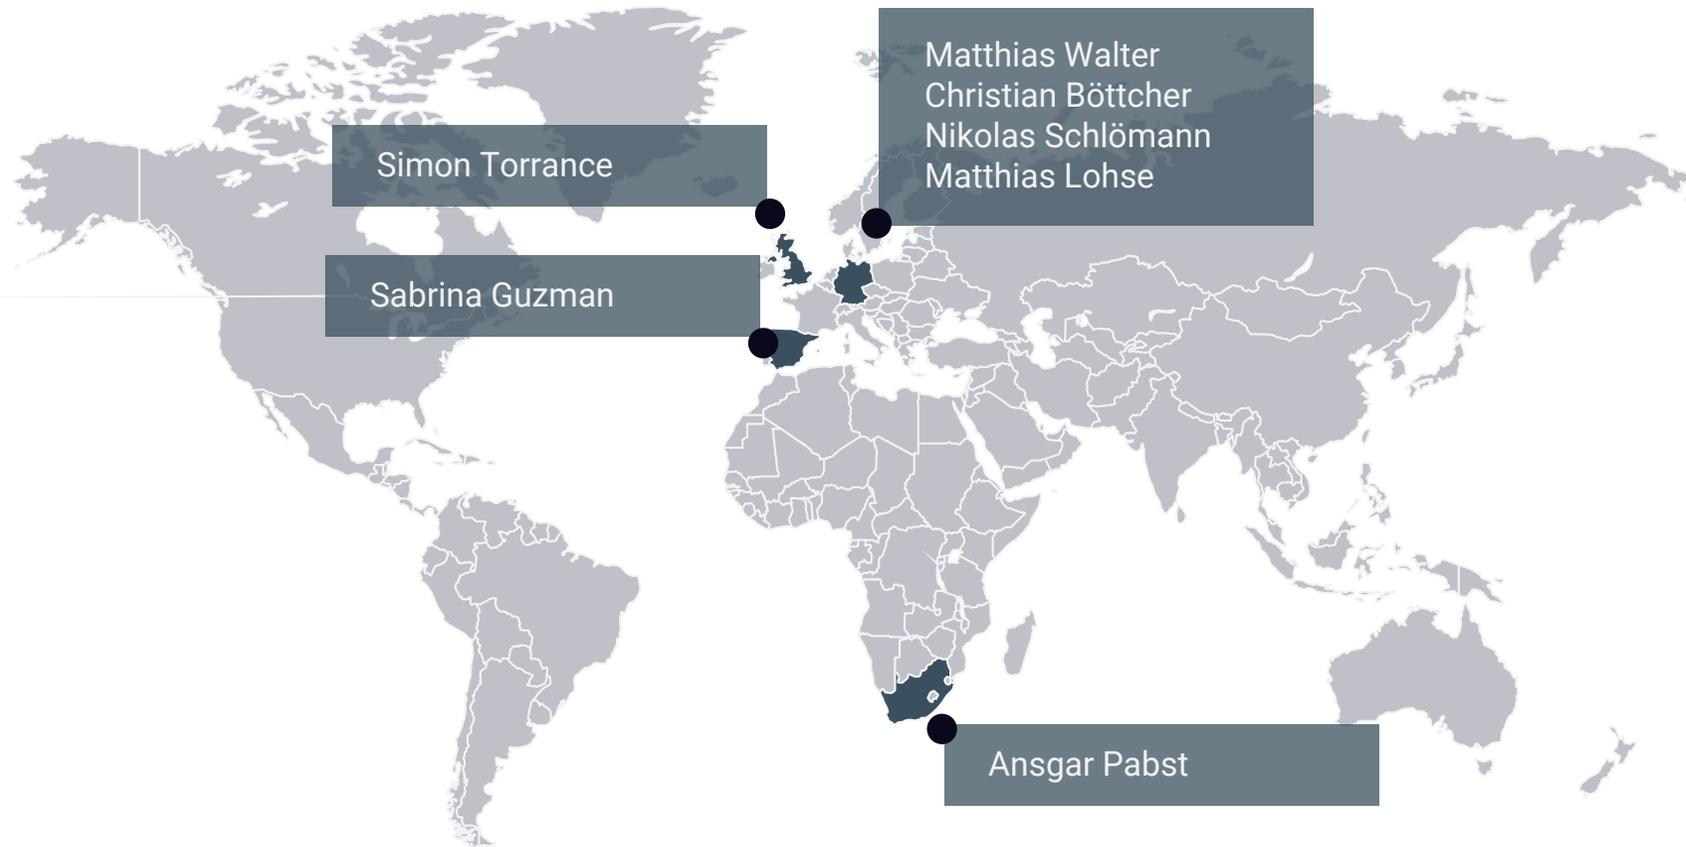 Matthias Walter
Christian Böttcher
Nikolas Schlömann
Matthias Lohse
Simon Torrance
Sabrina Guzman
Ansgar Pabst